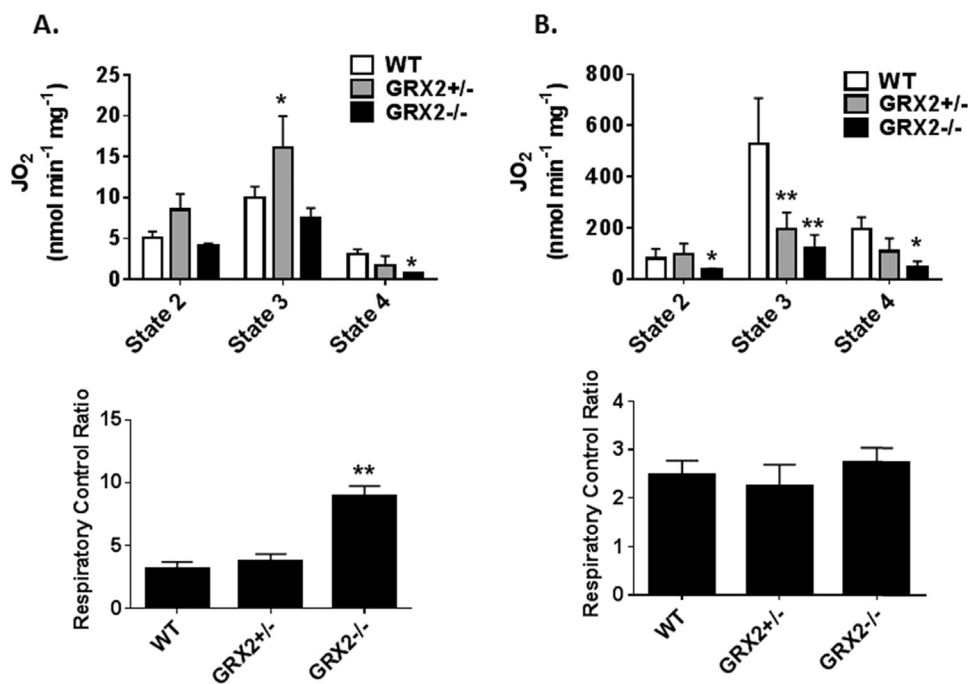 A.
JO2
(nmol min-1 mg-1)
25
20
15
10
5
0
WT
GRX2+/-
GRX2-/-
*
*
State 2
State 3
State 4
Respiratory Control Ratio
15
10
5
0
**
WT
GRX2+/-
GRX2-/-
B.
JO2
(nmol min-1 mg-1)
800
600
400
200
0
WT
GRX2+/-
GRX2-/-
*
**
**
*
State 2
State 3
State 4
Respiratory Control Ratio
4
3
2
1
0
WT
GRX2+/-
GRX2-/-